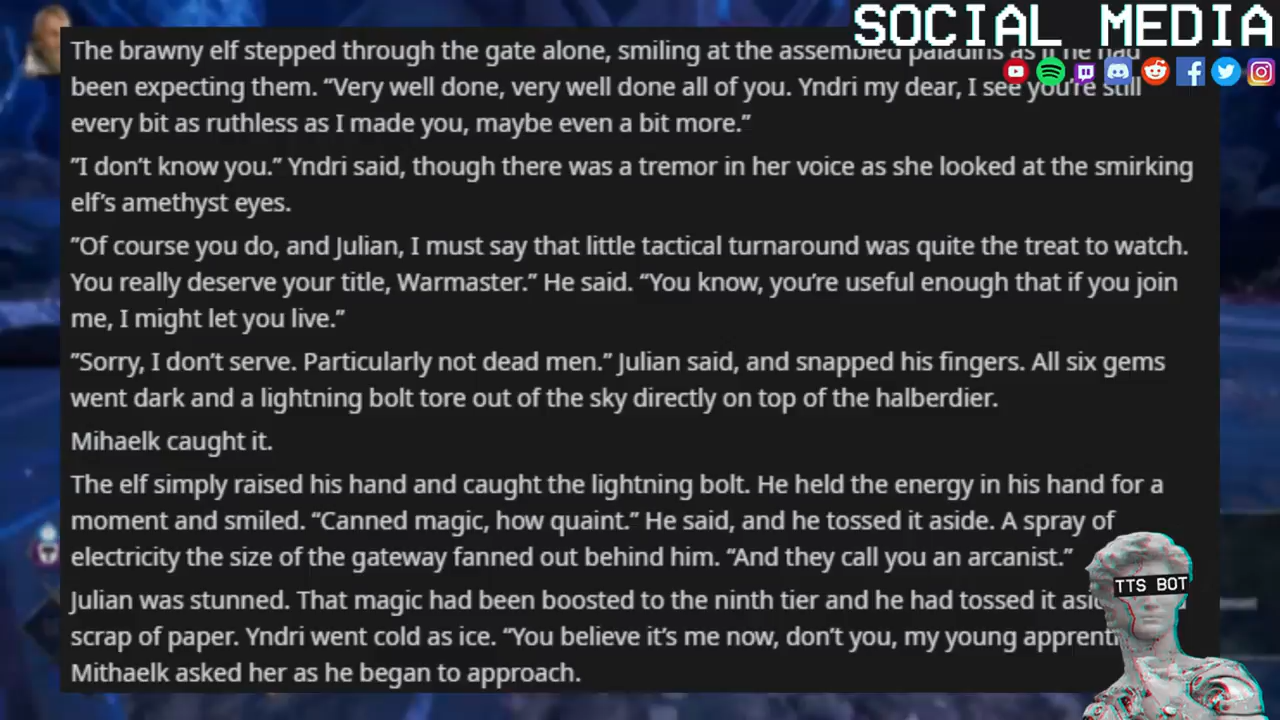 SOCIAL MEDIA
The brawny elf stepped through the gate alone, smiling at the assembled paladins as if he had
been expecting them. “Very well done, very well done all of you. Yndri my dear, I see you’re still
every bit as ruthless as I made you, maybe even a bit more.”
”I don’t know you.” Yndri said, though there was a tremor in her voice as she looked at the smirking
elf’s amethyst eyes.
”Of course you do, and Julian, I must say that little tactical turnaround was quite the treat to watch.
You really deserve your title, Warmaster.” He said. “You know, you’re useful enough that if you join
me, I might let you live.”
”Sorry, I don’t serve. Particularly not dead men.” Julian said, and snapped his fingers. All six gems
went dark and a lightning bolt tore out of the sky directly on top of the halberdier.
Mihaelk caught it.
The elf simply raised his hand and caught the lightning bolt. He held the energy in his hand for a
moment and smiled. “Canned magic, how quaint.” He said, and he tossed it aside. A spray of
electricity the size of the gateway fanned out behind him. “And they call you an arcanist.”
TTS BOT
Julian was stunned. That magic had been boosted to the ninth tier and he had tossed it
scrap of paper. Yndri went cold as ice. “You believe it’s me now, don’t you, my young
Mithaelk asked her as he began to approach.